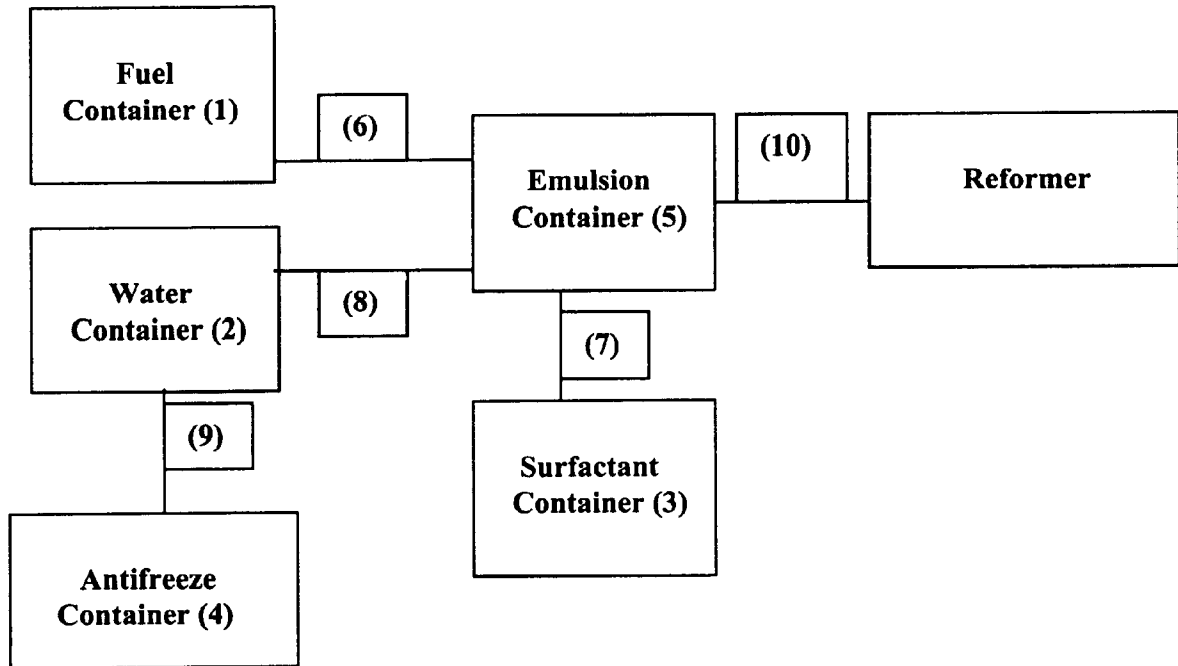 Fuel
Container (1)
(6)
(10)
Reformer
Emulsion
Container (5)
Water
Container (2)
(8)
(7)
(9)
Surfactant
Container (3)
Antifreeze
Container (4)